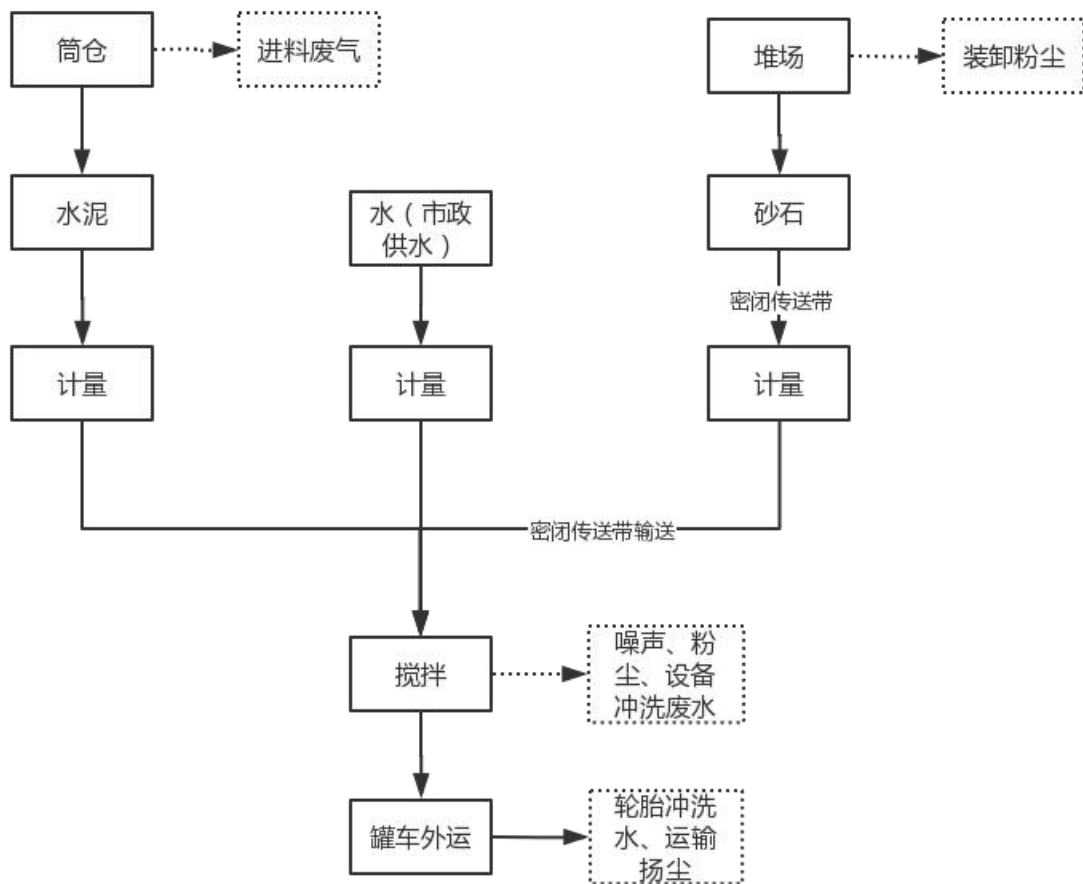 筒仓
进料废气
堆场
装卸粉尘
水泥
水（市政
供水）
砂石
密闭传送带
计量
计量
计量
密闭传送带输送
搅拌
噪声、粉
尘、设备
冲洗废水
罐车外运
轮胎冲洗
水、运输
扬尘